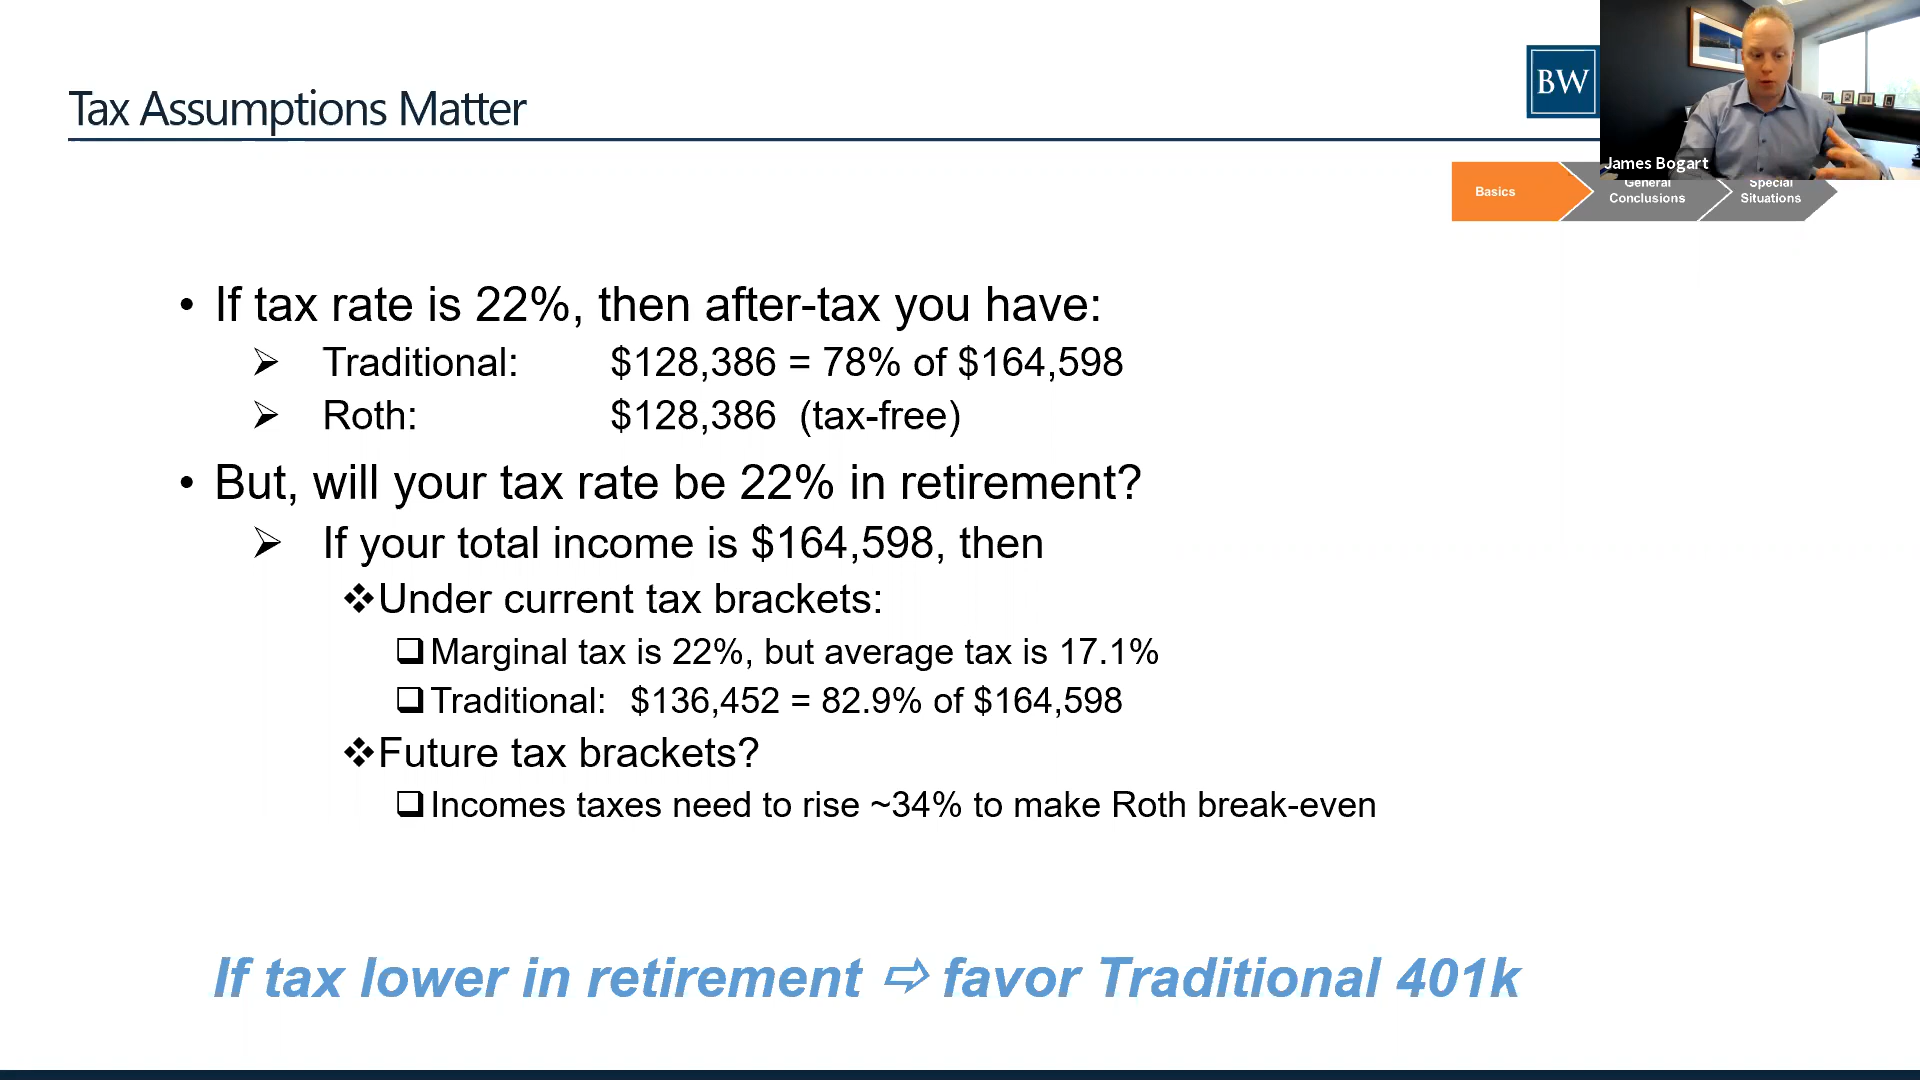 Tax Assumptions Matter
BW
James Bogart
Basics
General
Conclusions
Special
Situations
• If tax rate is 22%, then after-tax you have:
➢ Traditional: $128,386 = 78% of $164,598
➢ Roth: $128,386 (tax-free)
• But, will your tax rate be 22% in retirement?
➢ If your total income is $164,598, then
❖Under current tax brackets:
❑Marginal tax is 22%, but average tax is 17.1%
❑Traditional: $136,452 = 82.9% of $164,598
❖Future tax brackets?
❑Incomes taxes need to rise ~34% to make Roth break-even
If tax lower in retirement ⇨ favor Traditional 401k